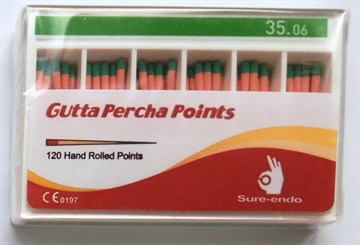 35.06
Gutta Percha Points
120 Hand Rolled Points
CE 0197
Sure-endo